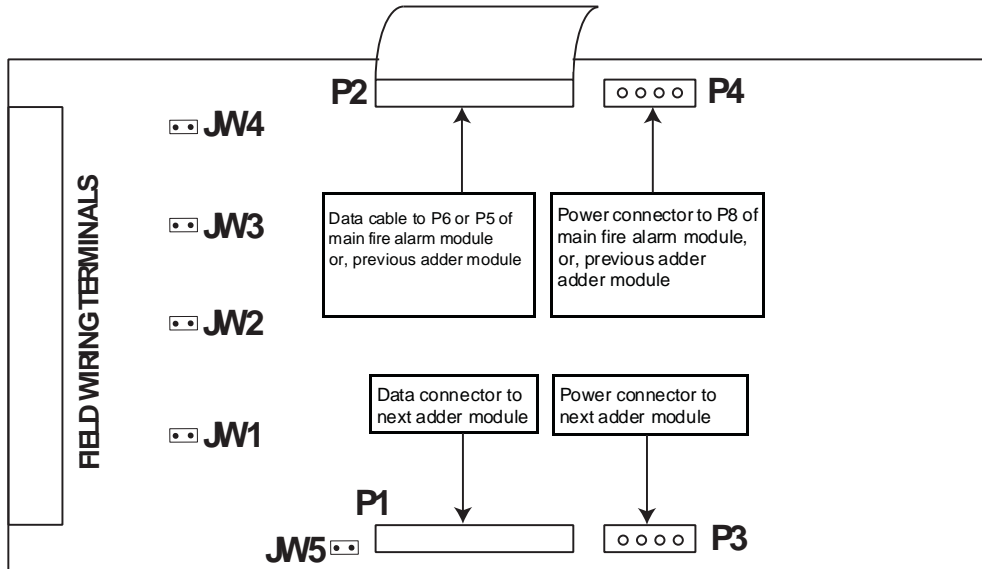 P2
P4
JW4
Data cable to P6 or P5 of
main fire alarm module
or, previous adder module
Power connector to P8 of
main fire alarm module,
or, previous adder
adder module
JW3
FIELD WIRING TERMINALS
JW2
Data connector to
next adder module
Power connector to
next adder module
JW1
P1
JW5
P3